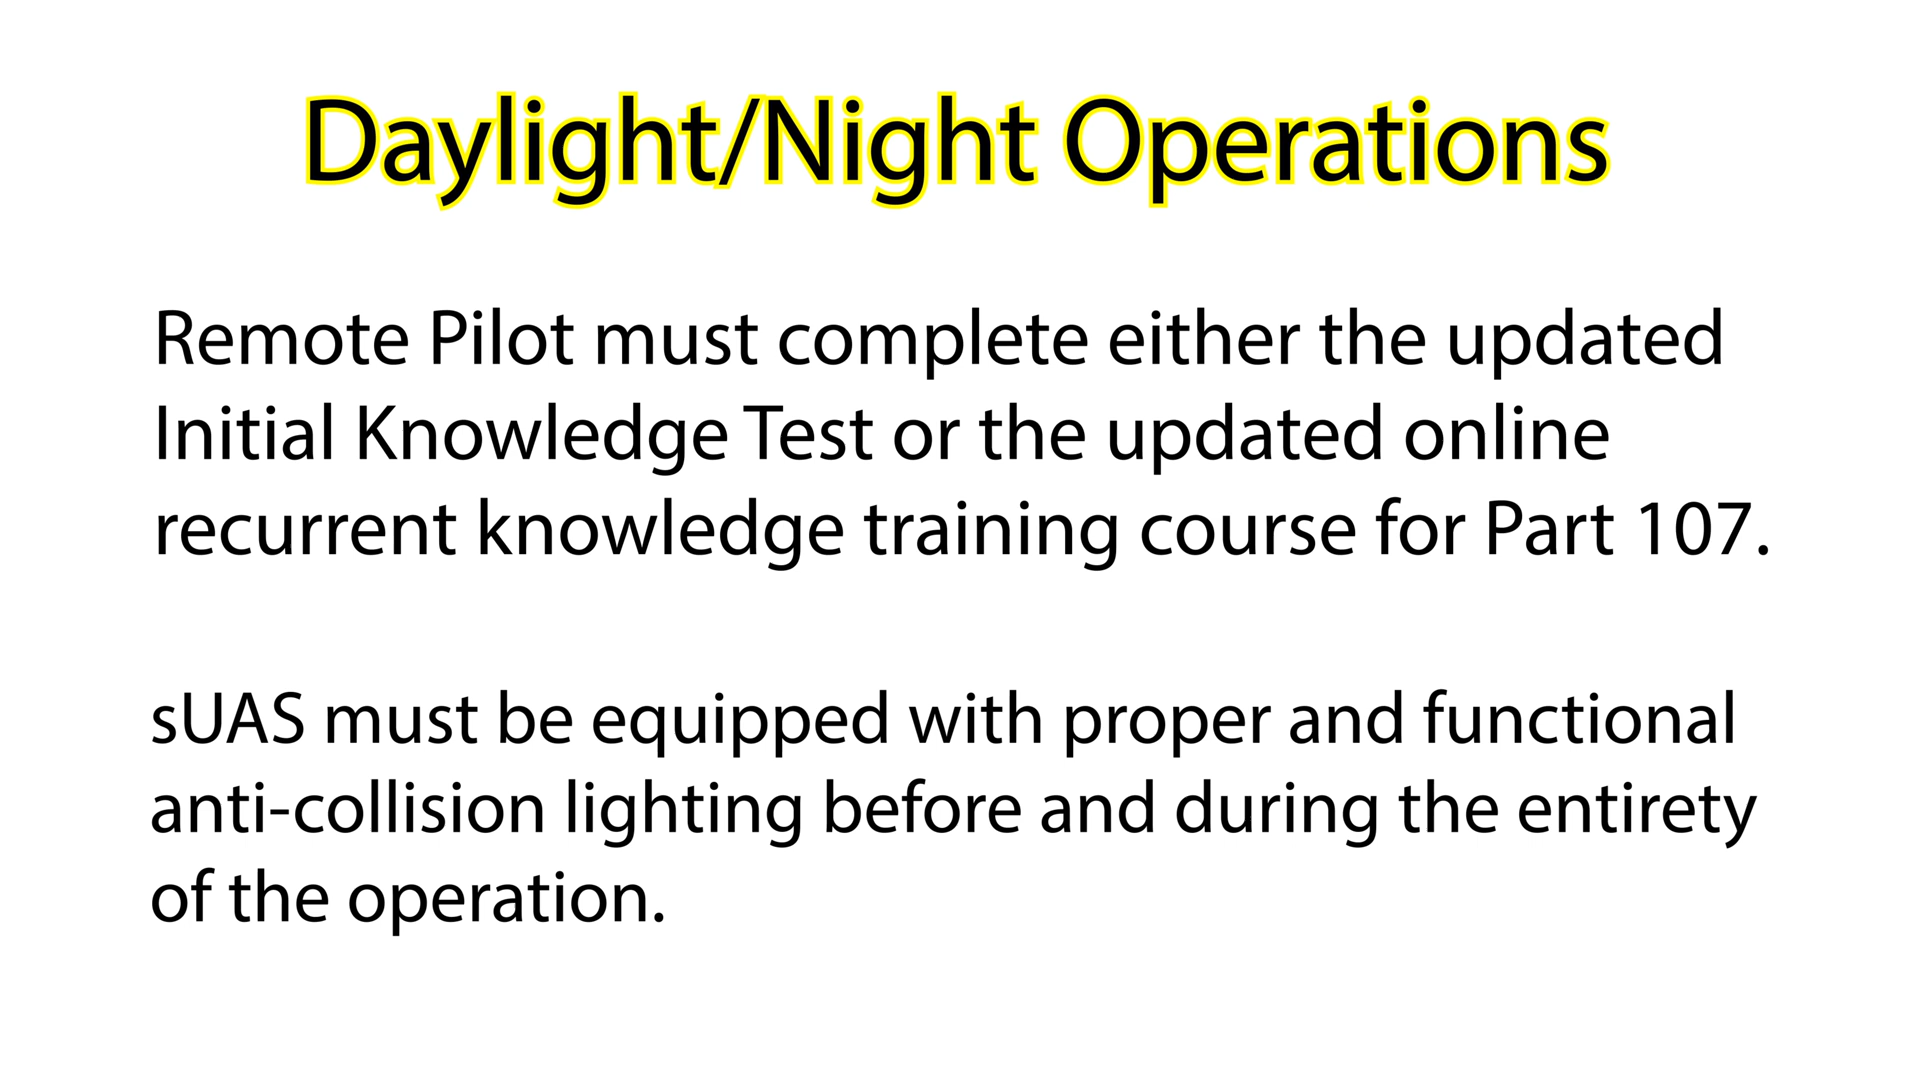 Daylight/Night Operations
Remote Pilot must complete either the updated
Initial Knowledge Test or the updated online
recurrent knowledge training course for Part 107.
sUAS must be equipped with proper and functional
anti-collision lighting before and during the entirety
of the operation.